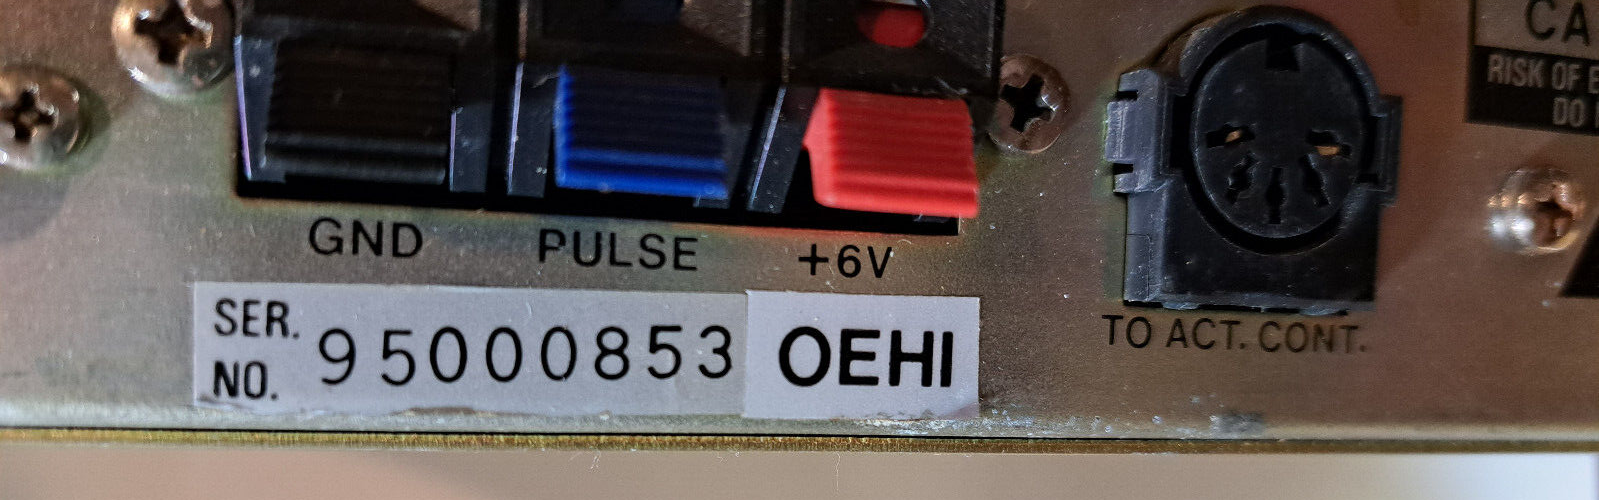 CA
RISK OF E
DO
GND PULSE +6V
SER. NO. 95000853 OEHI
TO ACT. CONT.